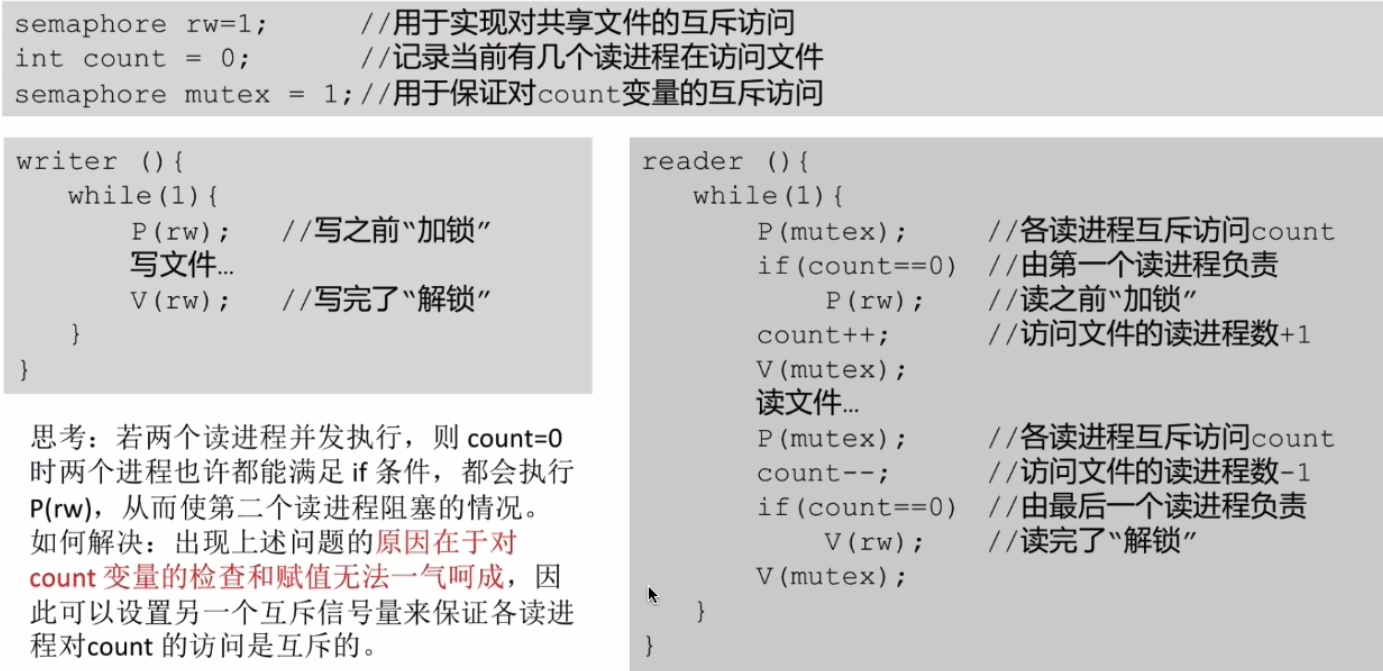 semaphore rw=1;      //用于实现对共享文件的互斥访问
int count = 0;       //记录当前有几个读进程在访问文件
semaphore mutex = 1;//用于保证对count变量的互斥访问
writer (){
while(1){
P(rw);   //写之前“加锁”
写文件…
V(rw);   //写完了“解锁”
}
}
思考：若两个读进程并发执行，则 count=0
时两个进程也许都能满足 if 条件，都会执行
P(rw)，从而使第二个读进程阻塞的情况。
如何解决：出现上述问题的原因在于对
count 变量的检查和赋值无法一气呵成，因
此可以设置另一个互斥信号量来保证各读进
程对count 的访问是互斥的。
reader (){
while(1){
P(mutex);     //各读进程互斥访问count
if(count==0)  //由第一个读进程负责
P(rw);    //读之前“加锁”
count++;      //访问文件的读进程数+1
V(mutex);
读文件…
P(mutex);     //各读进程互斥访问count
count--;      //访问文件的读进程数-1
if(count==0)  //由最后一个读进程负责
V(rw);    //读完了“解锁”
V(mutex);
}
}